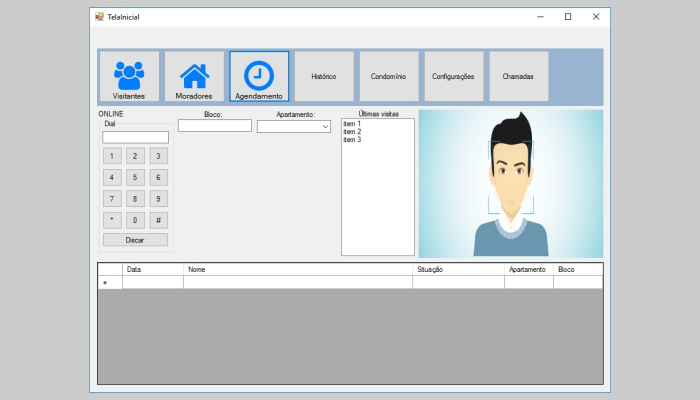 TelaInicial
Visitantes
Moradores
Agendamento
Histórico
Condomínio
Configurações
Chamadas
ONLINE
Dial
1 2 3
4 5 6
7 8 9
* 0 #
Discar
Bloco:
Apartamento:
Últimas visitas
item 1
item 2
item 3
Data Nome Situação Apartamento Bloco